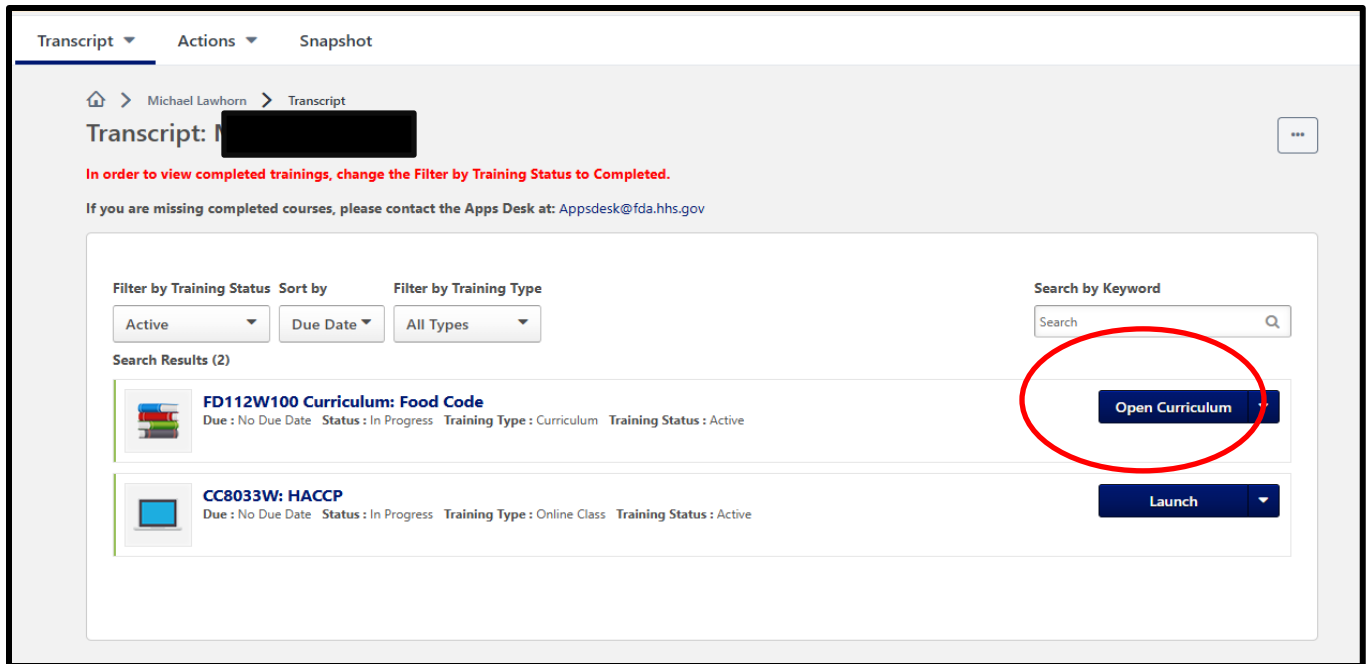 Transcript Actions Snapshot
Michael Lawhorn Transcript
Transcript:
...
In order to view completed trainings, change the Filter by Training Status to Completed.
If you are missing completed courses, please contact the Apps Desk at: Appsdesk@fda.hhs.gov
Filter by Training Status Sort by Filter by Training Type Search by Keyword
Active Due Date All Types Search
Search Results (2)
FD112W100 Curriculum: Food Code
Due : No Due Date Status : In Progress Training Type : Curriculum Training Status : Active
Open Curriculum
CC8033W: HACCP
Due : No Due Date Status : In Progress Training Type : Online Class Training Status : Active
Launch